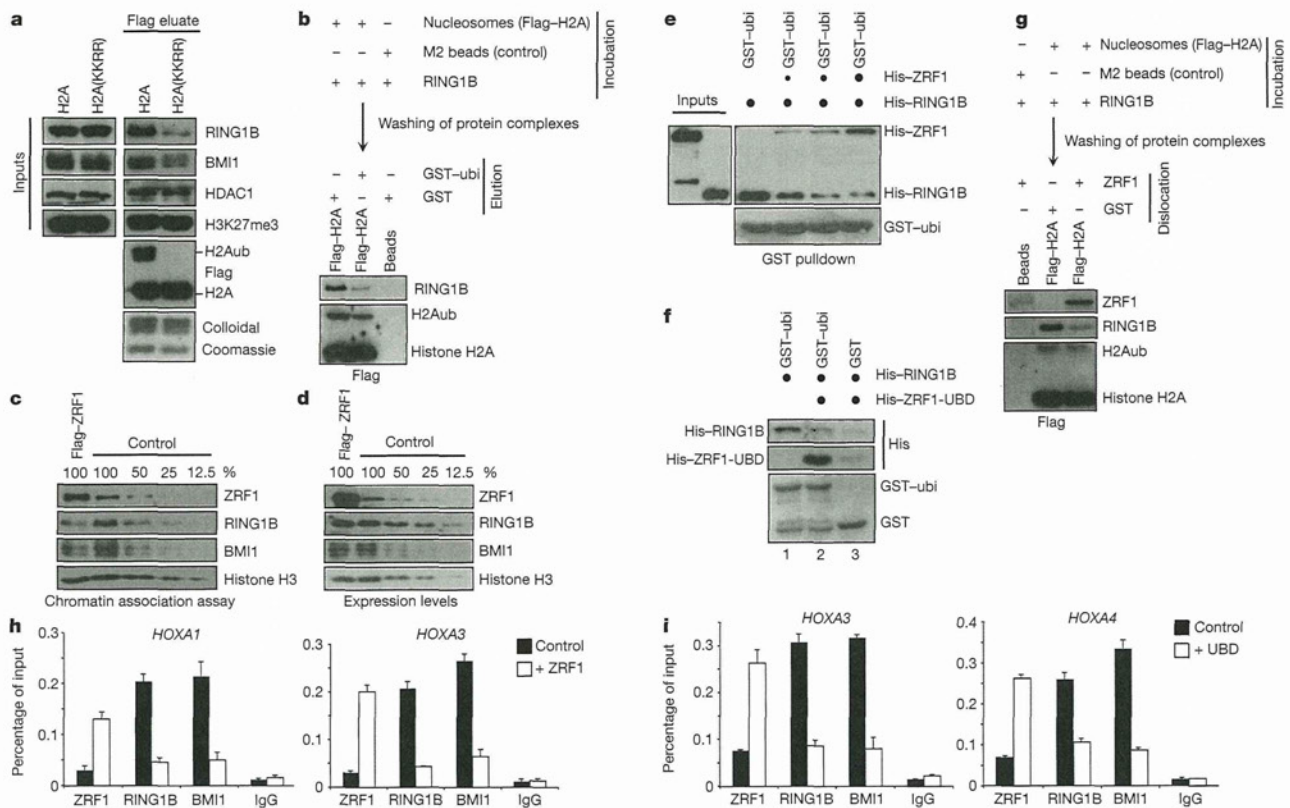 a
Flag eluate
H2A
H2A(KKRR)
H2A
H2A(KKRR)
Inputs
RING1B
BMI1
HDAC1
H3K27me3
H2Aub
Flag
H2A
Colloidal
Coomassie
b
+ + – Nucleosomes (Flag–H2A)
– – + M2 beads (control)
+ + + RING1B
Incubation
Washing of protein complexes
– + – GST–ubi
+ – + GST
Elution
Flag–H2A
Flag–H2A
Beads
RING1B
H2Aub
Histone H2A
Flag
c
Flag–ZRF1
Control
100 100 50 25 12.5 %
ZRF1
RING1B
BMI1
Histone H3
Chromatin association assay
d
Flag– ZRF1
Control
100 100 50 25 12.5 %
ZRF1
RING1B
BMI1
Histone H3
Expression levels
e
GST–ubi
GST–ubi
GST–ubi
GST–ubi
His–ZRF1
Inputs
His–RING1B
His–ZRF1
His–RING1B
GST–ubi
GST pulldown
f
GST–ubi
GST–ubi
GST
His–RING1B
His–ZRF1-UBD
His–RING1B
His–ZRF1-UBD
His
GST–ubi
GST
1 2 3
g
– + + Nucleosomes (Flag–H2A)
+ – – M2 beads (control)
+ + + RING1B
Incubation
Washing of protein complexes
+ – + ZRF1
– + – GST
Dislocation
Beads
Flag–H2A
Flag–H2A
ZRF1
RING1B
H2Aub
Histone H2A
Flag
h
HOXA1
Percentage of input
0.3
0.2
0.1
0
ZRF1 RING1B BMI1 IgG
HOXA3
0.3
0.2
0.1
0
ZRF1 RING1B BMI1 IgG
Control
+ ZRF1
i
HOXA3
Percentage of input
0.3
0.2
0.1
0
ZRF1 RING1B BMI1 IgG
HOXA4
0.4
0.3
0.2
0.1
0
ZRF1 RING1B BMI1 IgG
Control
+ UBD